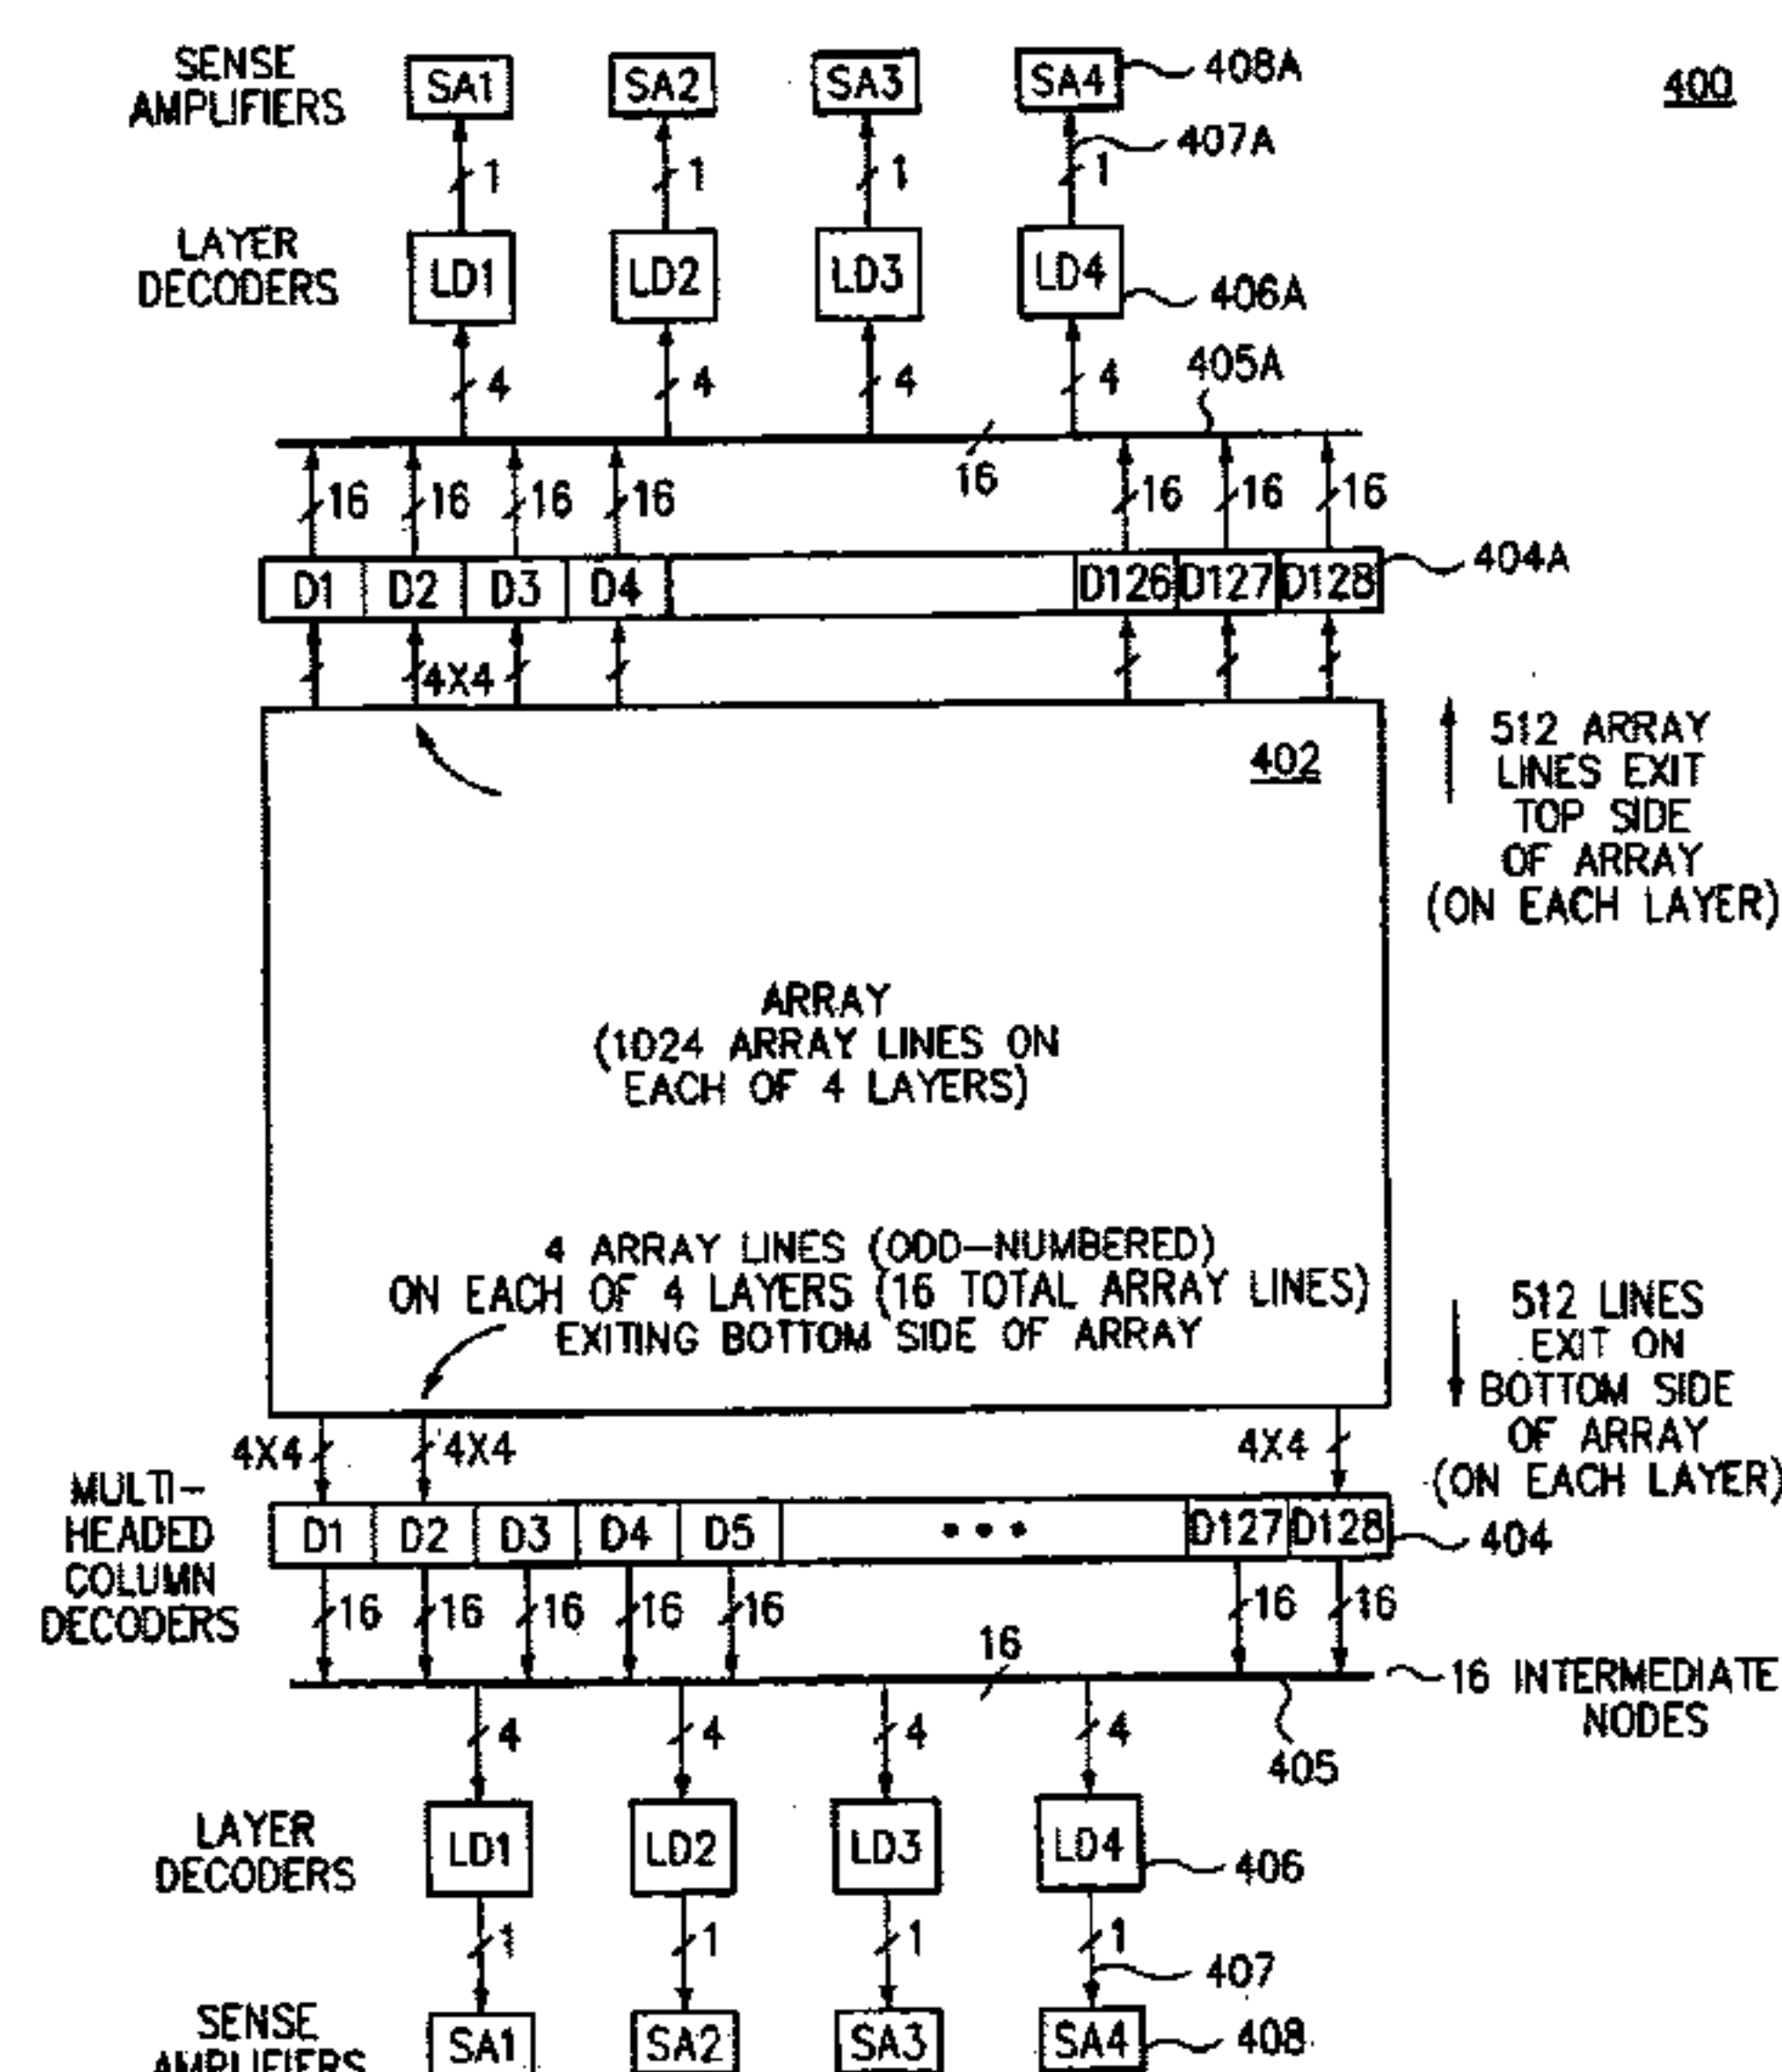 SENSE
AMPLIFIERS
SA1 SA2 SA3 SA4 408A
400
407A
1 1 1 1
LAYER
DECODERS
LD1 LD2 LD3 LD4 406A
4 4 4 4 405A
16
16 16 16 16 16 16 16
D1 D2 D3 D4 D126 D127 D128 404A
4X4
402
512 ARRAY
LINES EXIT
TOP SIDE
OF ARRAY
(ON EACH LAYER)
ARRAY
(1024 ARRAY LINES ON
EACH OF 4 LAYERS)
4 ARRAY LINES (ODD-NUMBERED)
ON EACH OF 4 LAYERS (16 TOTAL ARRAY LINES)
EXITING BOTTOM SIDE OF ARRAY
512 LINES
EXIT ON
BOTTOM SIDE
OF ARRAY
(ON EACH LAYER)
4X4 4X4 4X4
MULTI-
HEADED
COLUMN
DECODERS
D1 D2 D3 D4 D5 ••• D127 D128 404
16 16 16 16 16 16 16
16
16 INTERMEDIATE
NODES
405
4 4 4 4
LAYER
DECODERS
LD1 LD2 LD3 LD4 406
1 1 1 1
407
SENSE
AMPLIFIERS
SA1 SA2 SA3 SA4 408